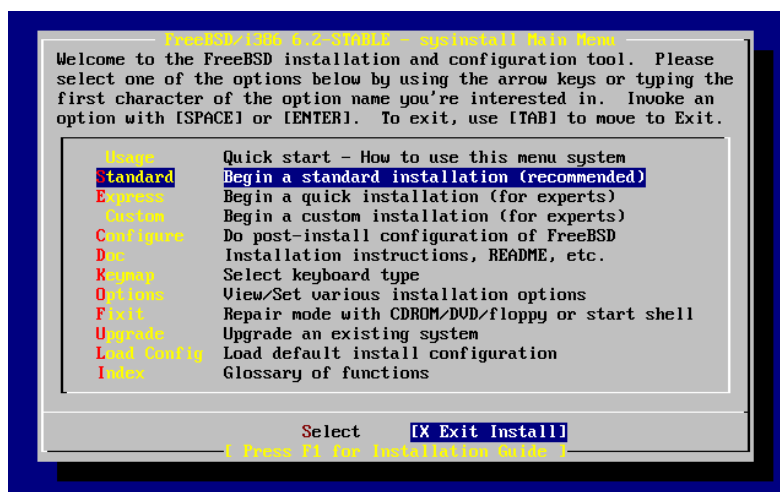 FreeBSD/i386 6.2-STABLE - sysinstall Main Menu
Welcome to the FreeBSD installation and configuration tool.  Please
select one of the options below by using the arrow keys or typing the
first character of the option name you're interested in.  Invoke an
option with [SPACE] or [ENTER].  To exit, use [TAB] to move to Exit.
Usage Quick start - How to use this menu system
Standard Begin a standard installation (recommended)
Express Begin a quick installation (for experts)
Custom Begin a custom installation (for experts)
Configure Do post-install configuration of FreeBSD
Doc Installation instructions, README, etc.
Keymap Select keyboard type
Options View/Set various installation options
Fixit Repair mode with CDROM/DVD/floppy or start shell
Upgrade Upgrade an existing system
Load Config Load default install configuration
Index Glossary of functions
Select [X Exit Install]
[ Press F1 for Installation Guide ]